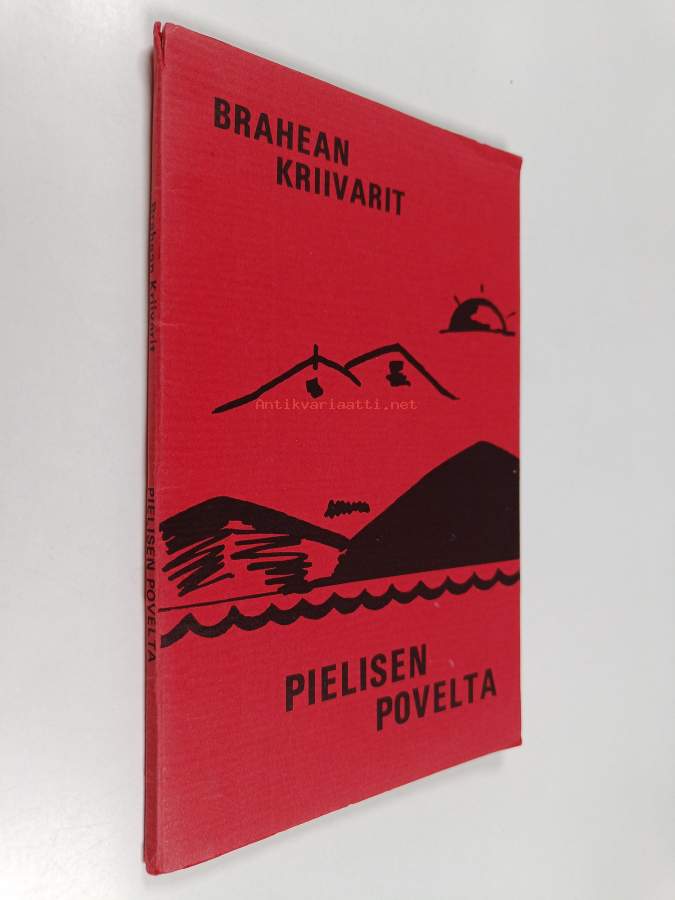 BRAHEAN
KRIIVARIT
Antikvariaatti.net
PIELISEN
POVELTA
Brahean Kriivarit
PIELISEN POVELTA